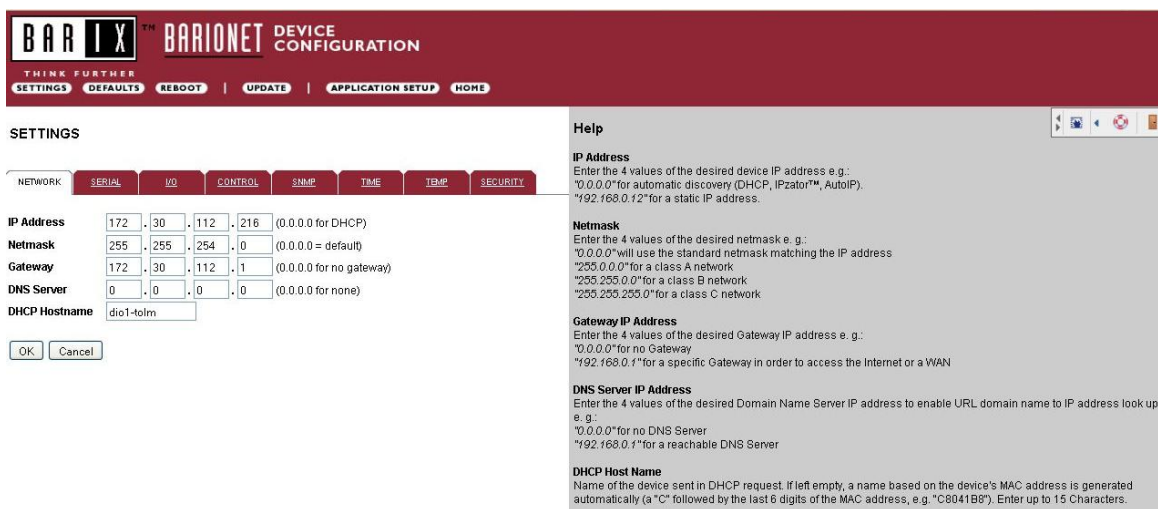 BARIX™ BARIONET DEVICE CONFIGURATION
THINK FURTHER
SETTINGS DEFAULTS REBOOT | UPDATE | APPLICATION SETUP HOME
SETTINGS
NETWORK SERIAL I/O CONTROL SNMP TIME TEMP SECURITY
IP Address 172 . 30 . 112 . 216 (0.0.0.0 for DHCP)
Netmask 255 . 255 . 254 . 0 (0.0.0.0 = default)
Gateway 172 . 30 . 112 . 1 (0.0.0.0 for no gateway)
DNS Server 0 . 0 . 0 . 0 (0.0.0.0 for none)
DHCP Hostname dio1-tolm
OK Cancel
Help
IP Address
Enter the 4 values of the desired device IP address e.g.:
"0.0.0.0" for automatic discovery (DHCP, IPzator™, AutoIP).
"192.168.0.12" for a static IP address.
Netmask
Enter the 4 values of the desired netmask e. g.:
"0.0.0.0" will use the standard netmask matching the IP address
"255.0.0.0" for a class A network
"255.255.0.0" for a class B network
"255.255.255.0" for a class C network
Gateway IP Address
Enter the 4 values of the desired Gateway IP address e. g.:
"0.0.0.0" for no Gateway
"192.168.0.1" for a specific Gateway in order to access the Internet or a WAN
DNS Server IP Address
Enter the 4 values of the desired Domain Name Server IP address to enable URL domain name to IP address look up
e. g.:
"0.0.0.0" for no DNS Server
"192.168.0.1" for a reachable DNS Server
DHCP Host Name
Name of the device sent in DHCP request. If left empty, a name based on the device's MAC address is generated
automatically (a "C" followed by the last 6 digits of the MAC address, e.g. "C8041B8"). Enter up to 15 Characters.